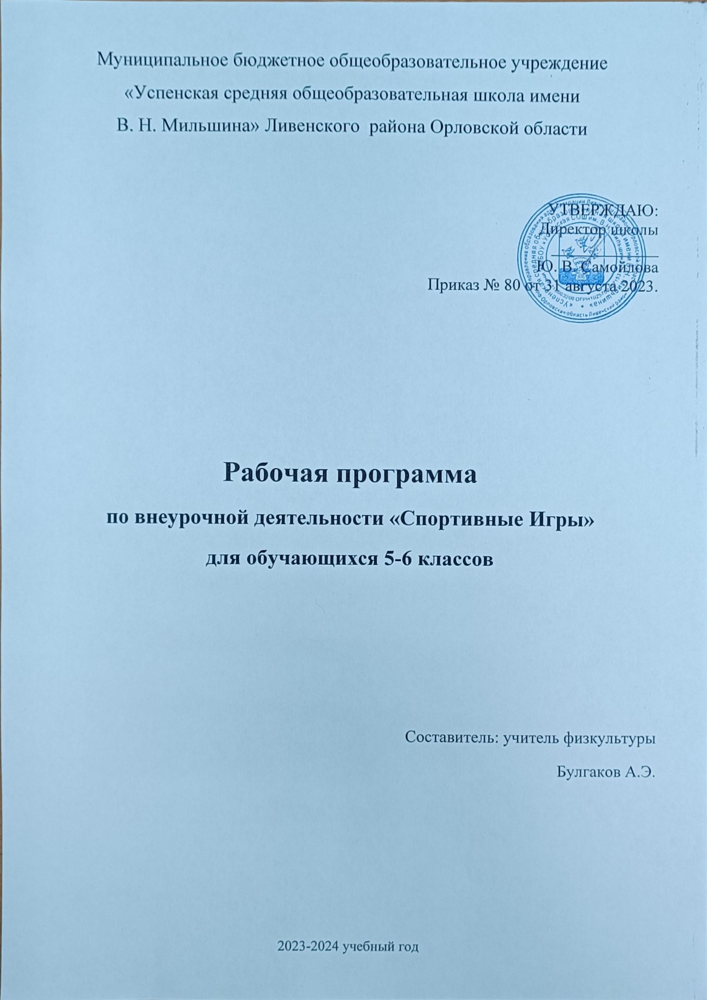 Муниципальное бюджетное общеобразовательное учреждение
«Успенская средняя общеобразовательная школа имени
В. Н. Мильшина» Ливенского района Орловской области
УТВЕРЖДАЮ:
Директор школы
Ю. В. Самойлова
Приказ № 80 от 31 августа 2023.
Рабочая программа
по внеурочной деятельности «Спортивные Игры»
для обучающихся 5-6 классов
Составитель: учитель физкультуры
Булгаков А.Э.
2023-2024 учебный год